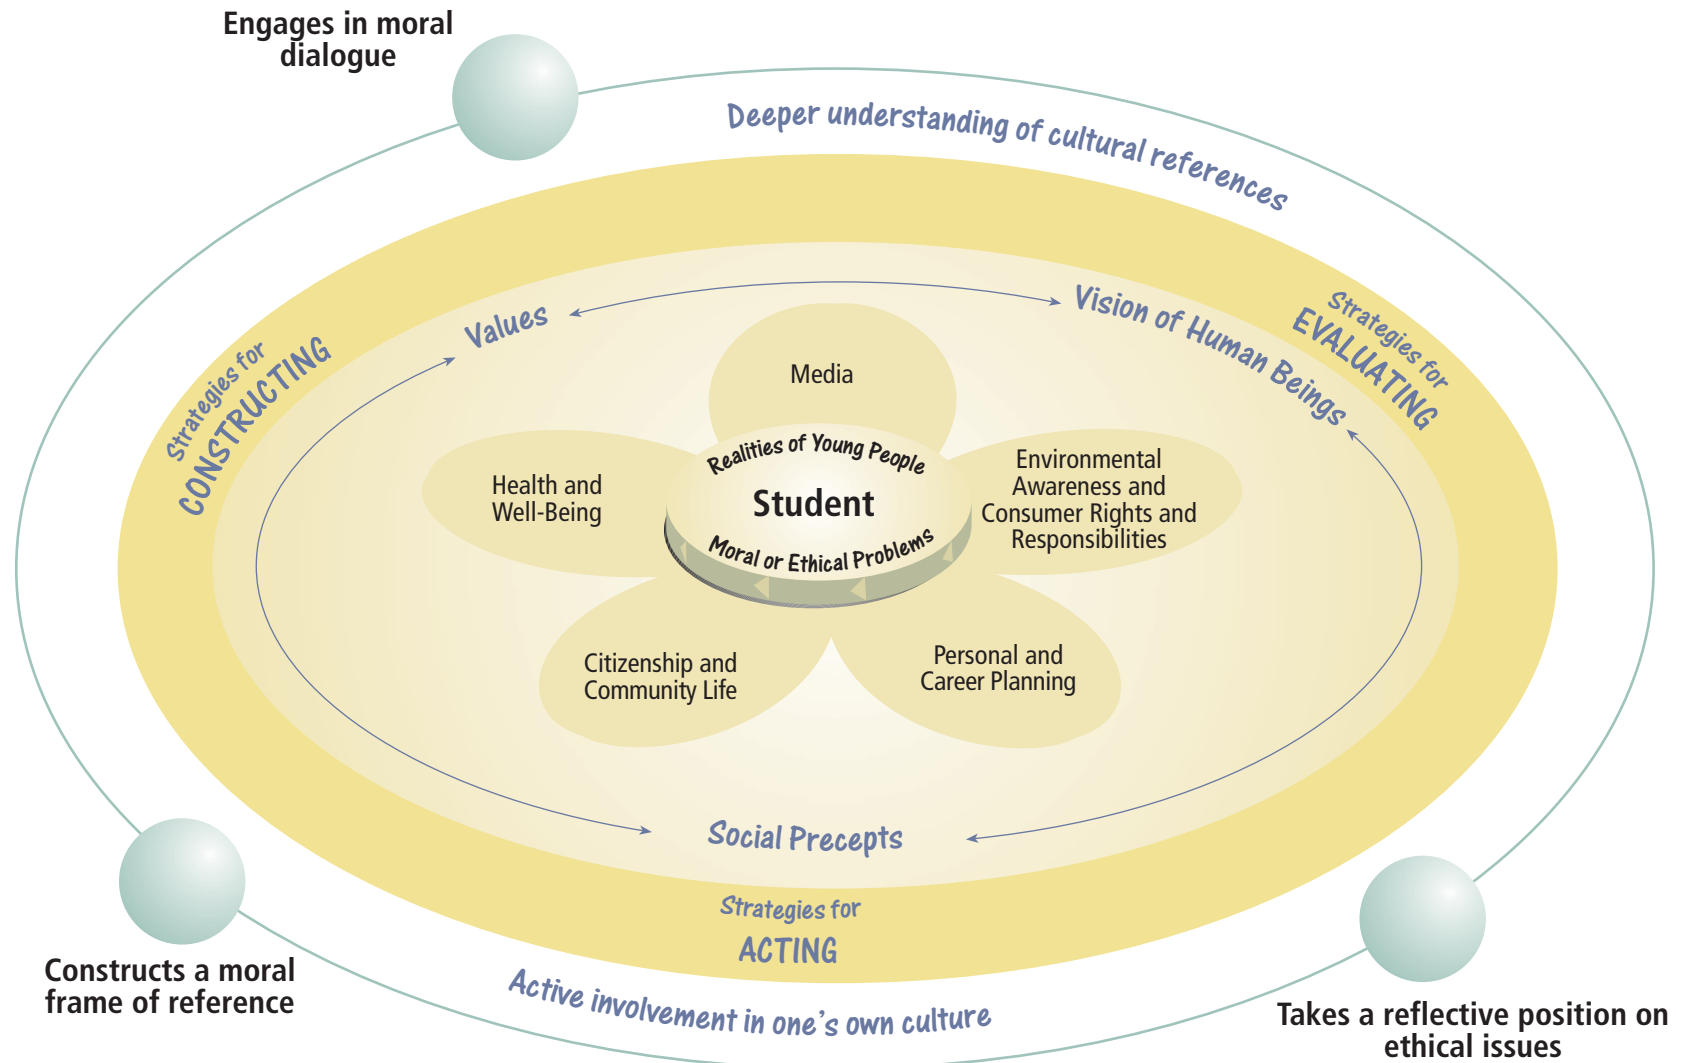 Engages in moral
dialogue
Deeper understanding of cultural references
Strategies for
CONSTRUCTING
Values
Vision of Human Beings
Strategies for
EVALUATING
Media
Health and
Well-Being
Realities of Young People
Student
Moral or Ethical Problems
Environmental
Awareness and
Consumer Rights and
Responsibilities
Citizenship and
Community Life
Personal and
Career Planning
Social Precepts
Strategies for
ACTING
Active involvement in one's own culture
Constructs a moral
frame of reference
Takes a reflective position on
ethical issues